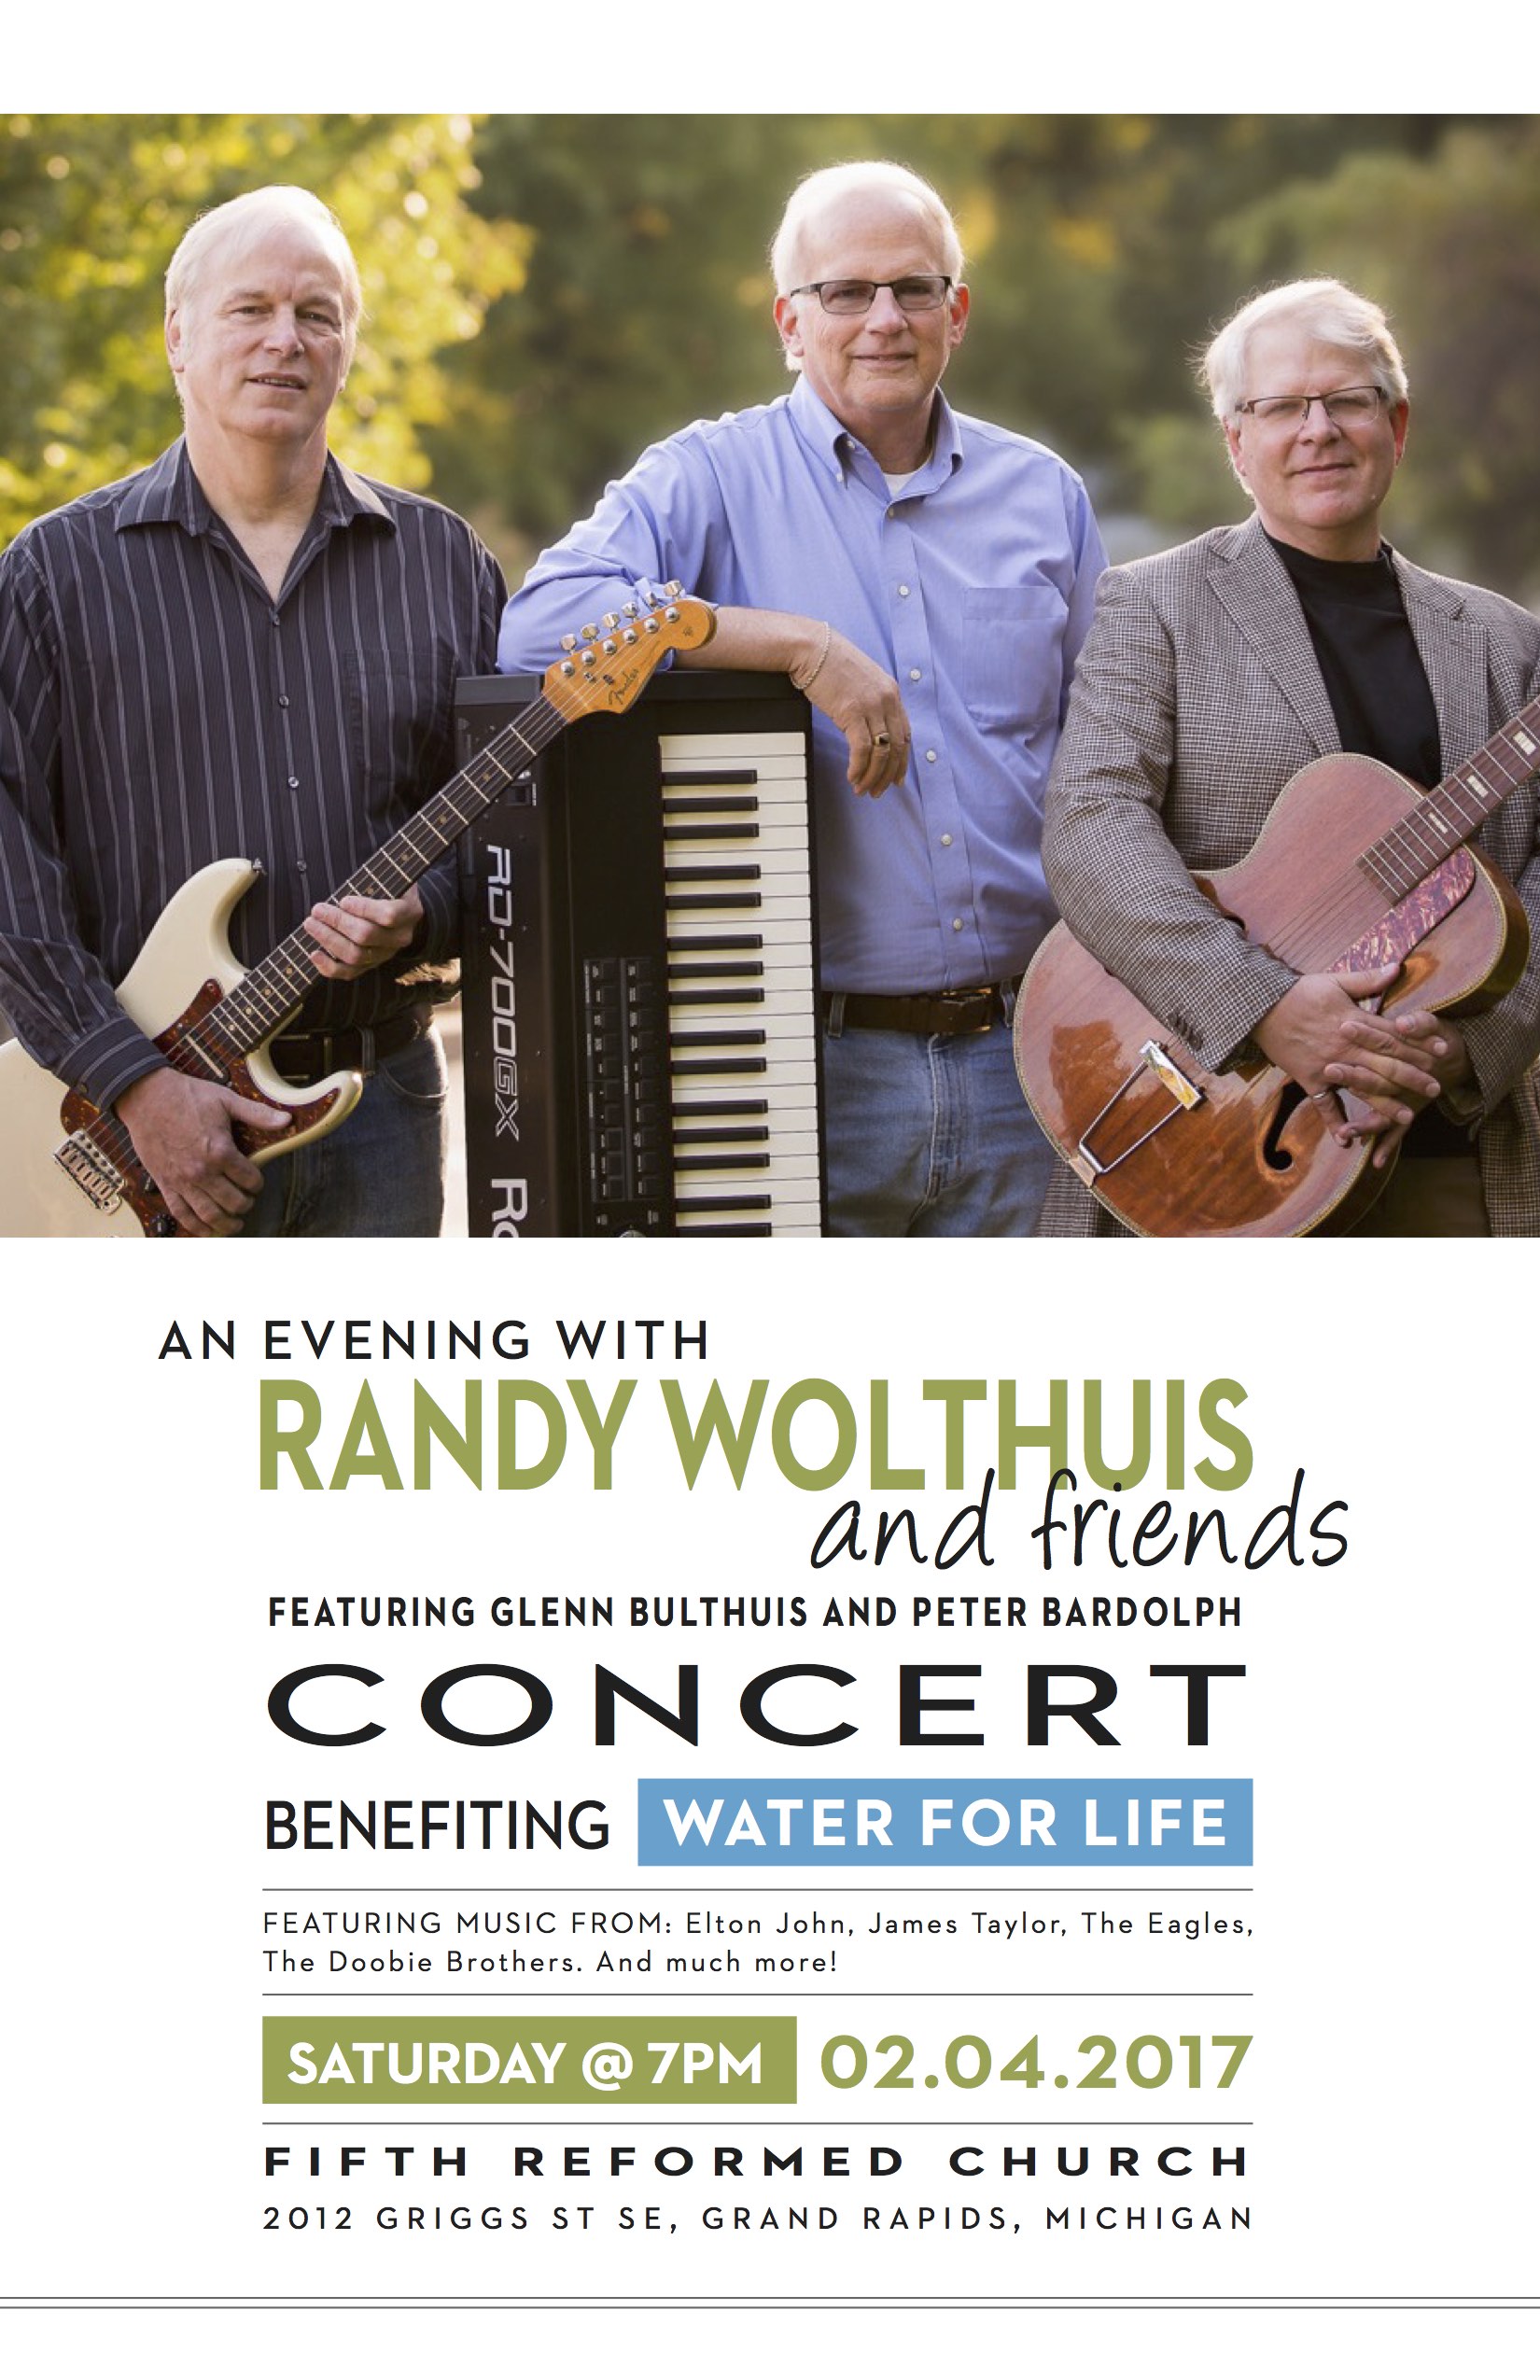 Fender
RD-700GX
AN EVENING WITH
RANDY WOLTHUIS
and friends
FEATURING GLENN BULTHUIS AND PETER BARDOLPH
CONCERT
BENEFITING WATER FOR LIFE
FEATURING MUSIC FROM: Elton John, James Taylor, The Eagles,
The Doobie Brothers. And much more!
SATURDAY @ 7PM 02.04.2017
FIFTH REFORMED CHURCH
2012 GRIGGS ST SE, GRAND RAPIDS, MICHIGAN